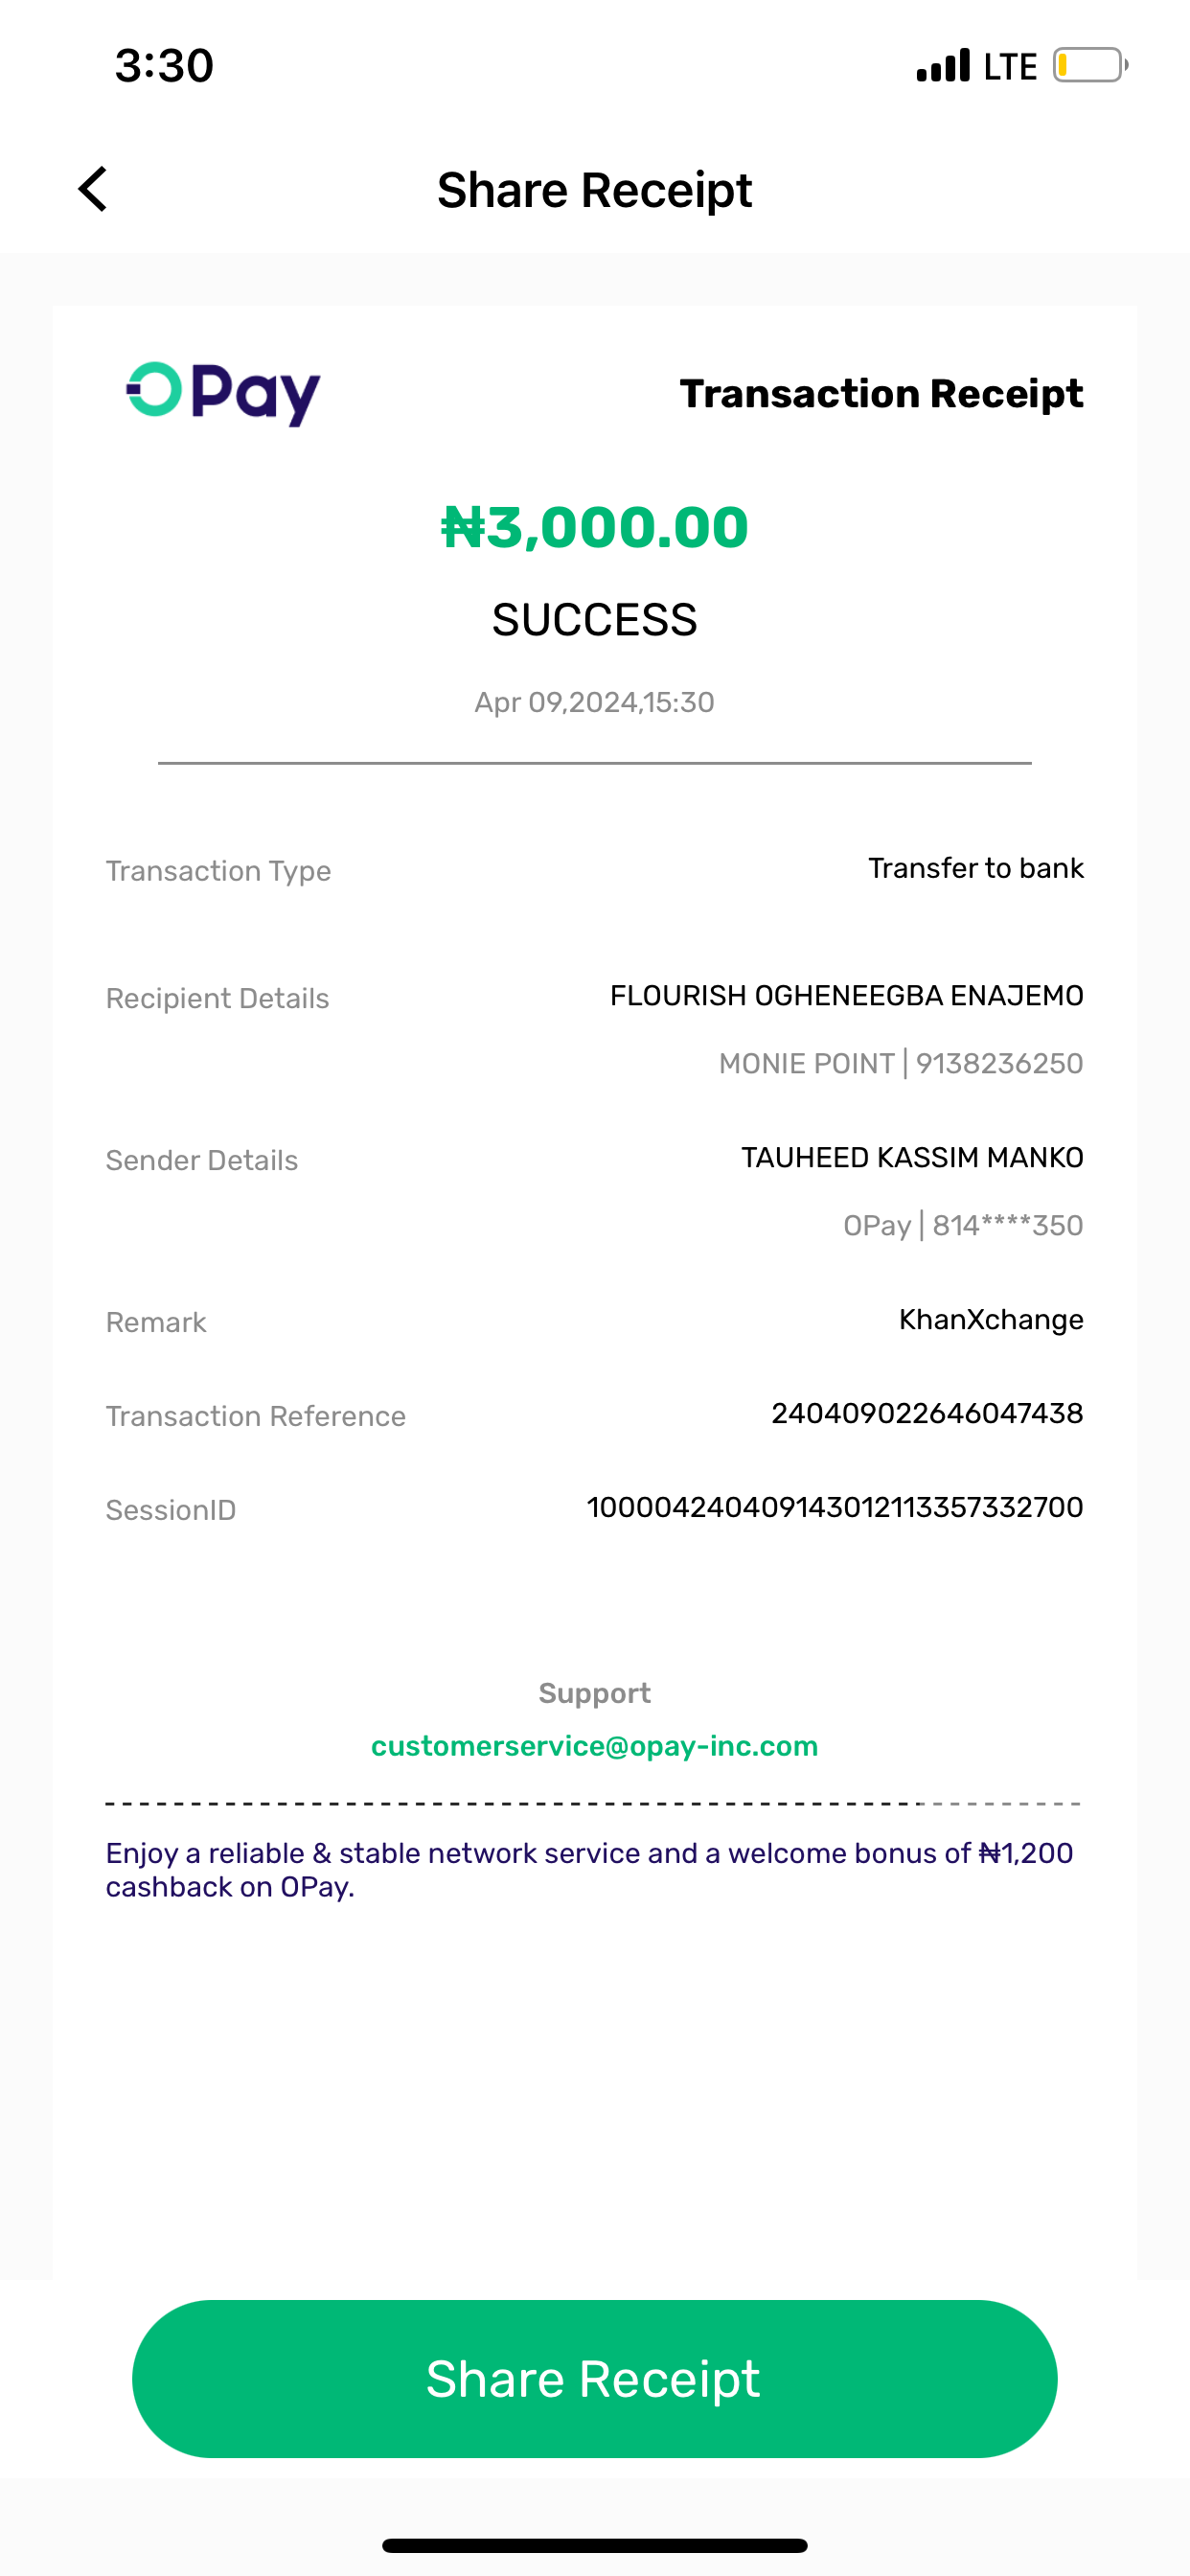 3:30
LTE
Share Receipt
OPay
Transaction Receipt
₦3,000.00
SUCCESS
Apr 09,2024,15:30
Transaction Type
Transfer to bank
Recipient Details
FLOURISH OGHENEEGBA ENAJEMO
MONIE POINT | 9138236250
Sender Details
TAUHEED KASSIM MANKO
OPay | 814****350
Remark
KhanXchange
Transaction Reference
240409022646047438
SessionID
100004240409143012113357332700
Support
customerservice@opay-inc.com
Enjoy a reliable & stable network service and a welcome bonus of ₦1,200
cashback on OPay.
Share Receipt